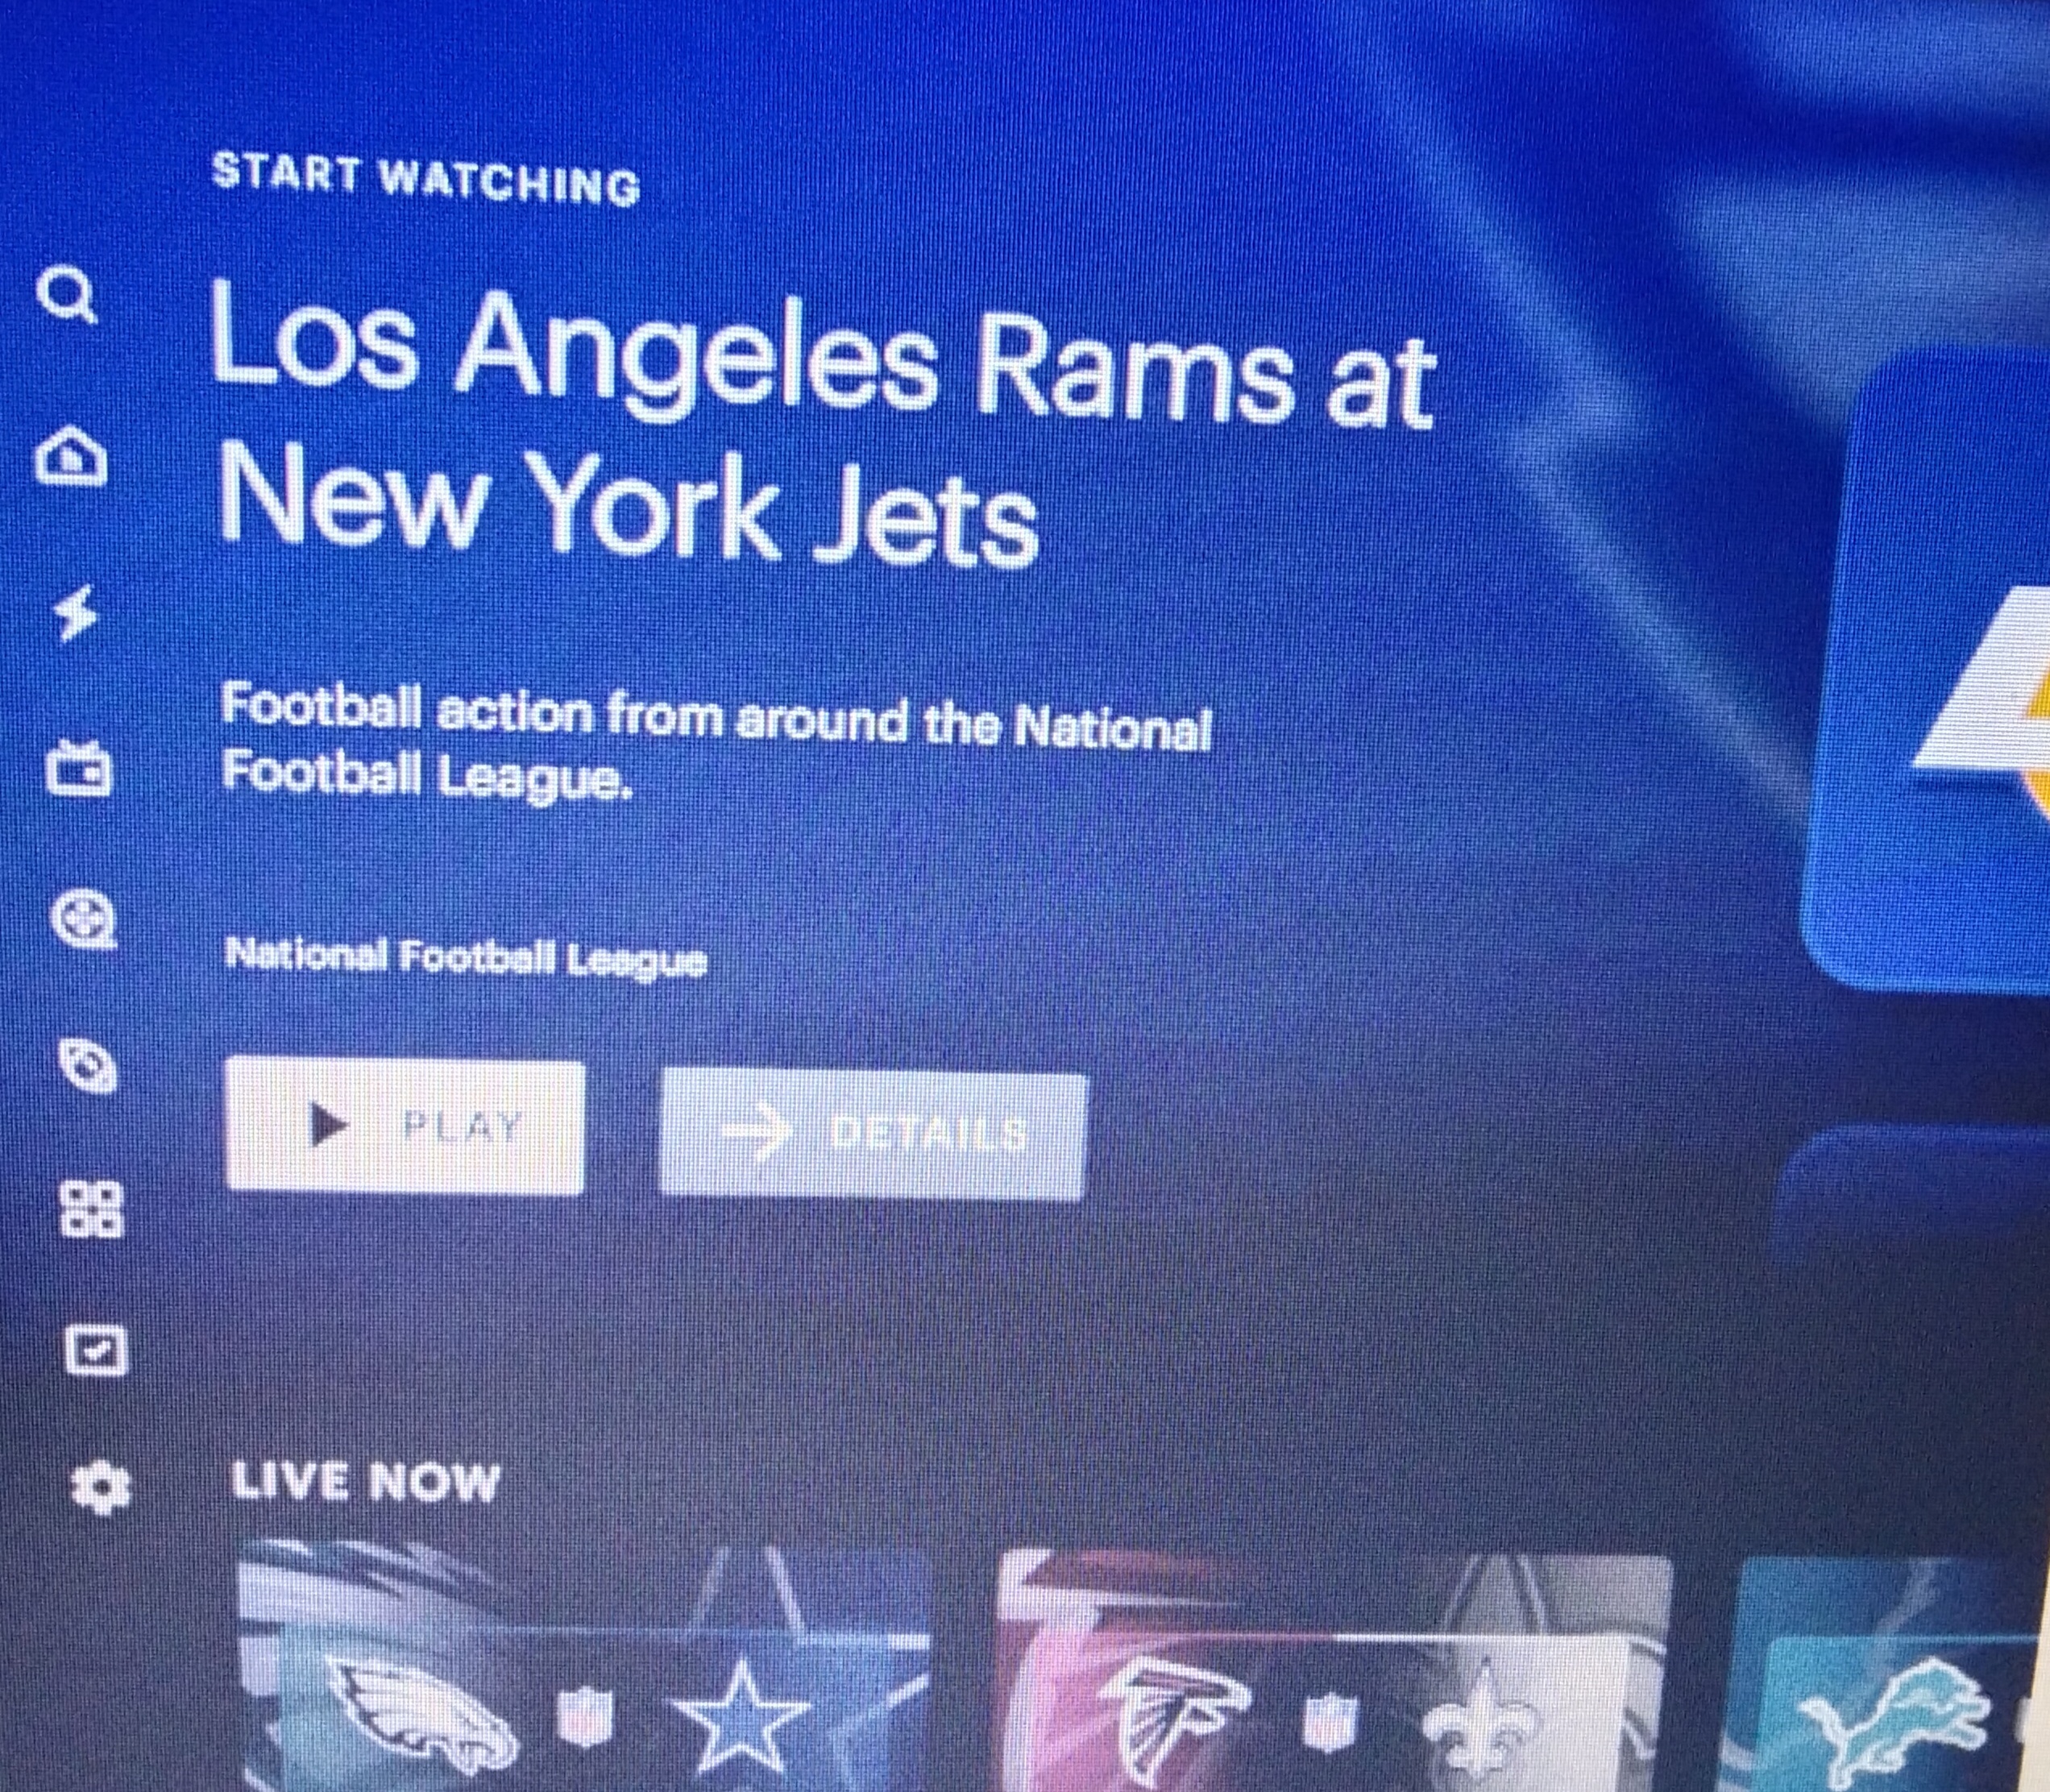 START WATCHING
Los Angeles Rams at
New York Jets
Football action from around the National
Football League.
National Football League
PLAY
DETAILS
LIVE NOW